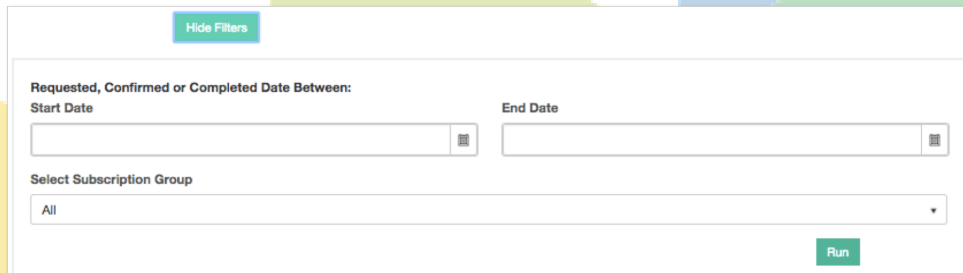 Hide Filters
Requested, Confirmed or Completed Date Between:
Start Date End Date
Select Subscription Group
All
Run